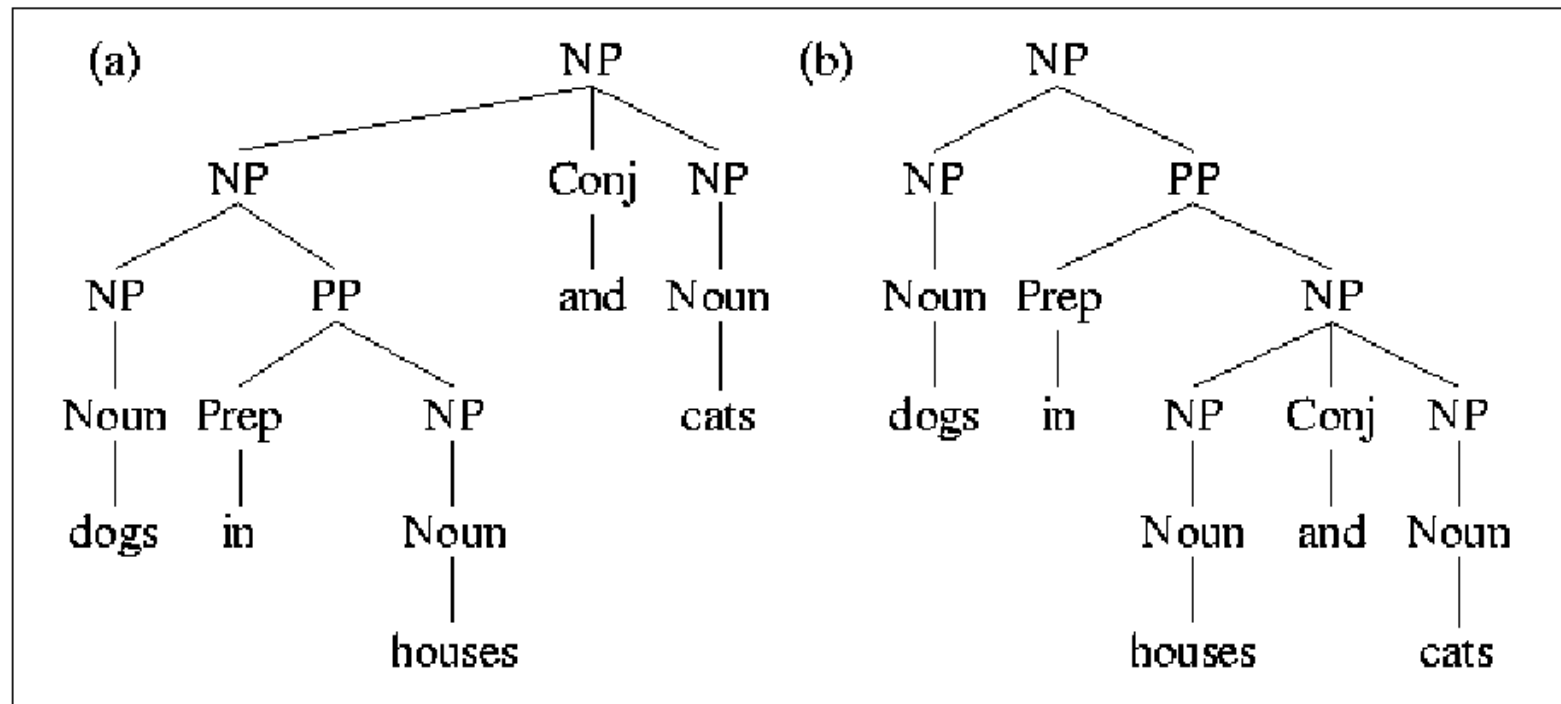 (a) NP (b) NP
NP Conj NP NP PP
NP PP and Noun Noun Prep NP
Noun Prep NP cats dogs in NP Conj NP
dogs in Noun Noun and Noun
houses houses cats